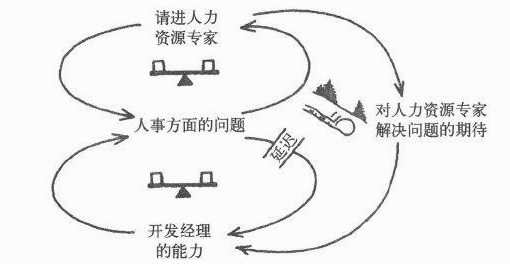 请进人力
资源专家
人事方面的问题
延迟
对人力资源专家
解决问题的期待
开发经理
的能力